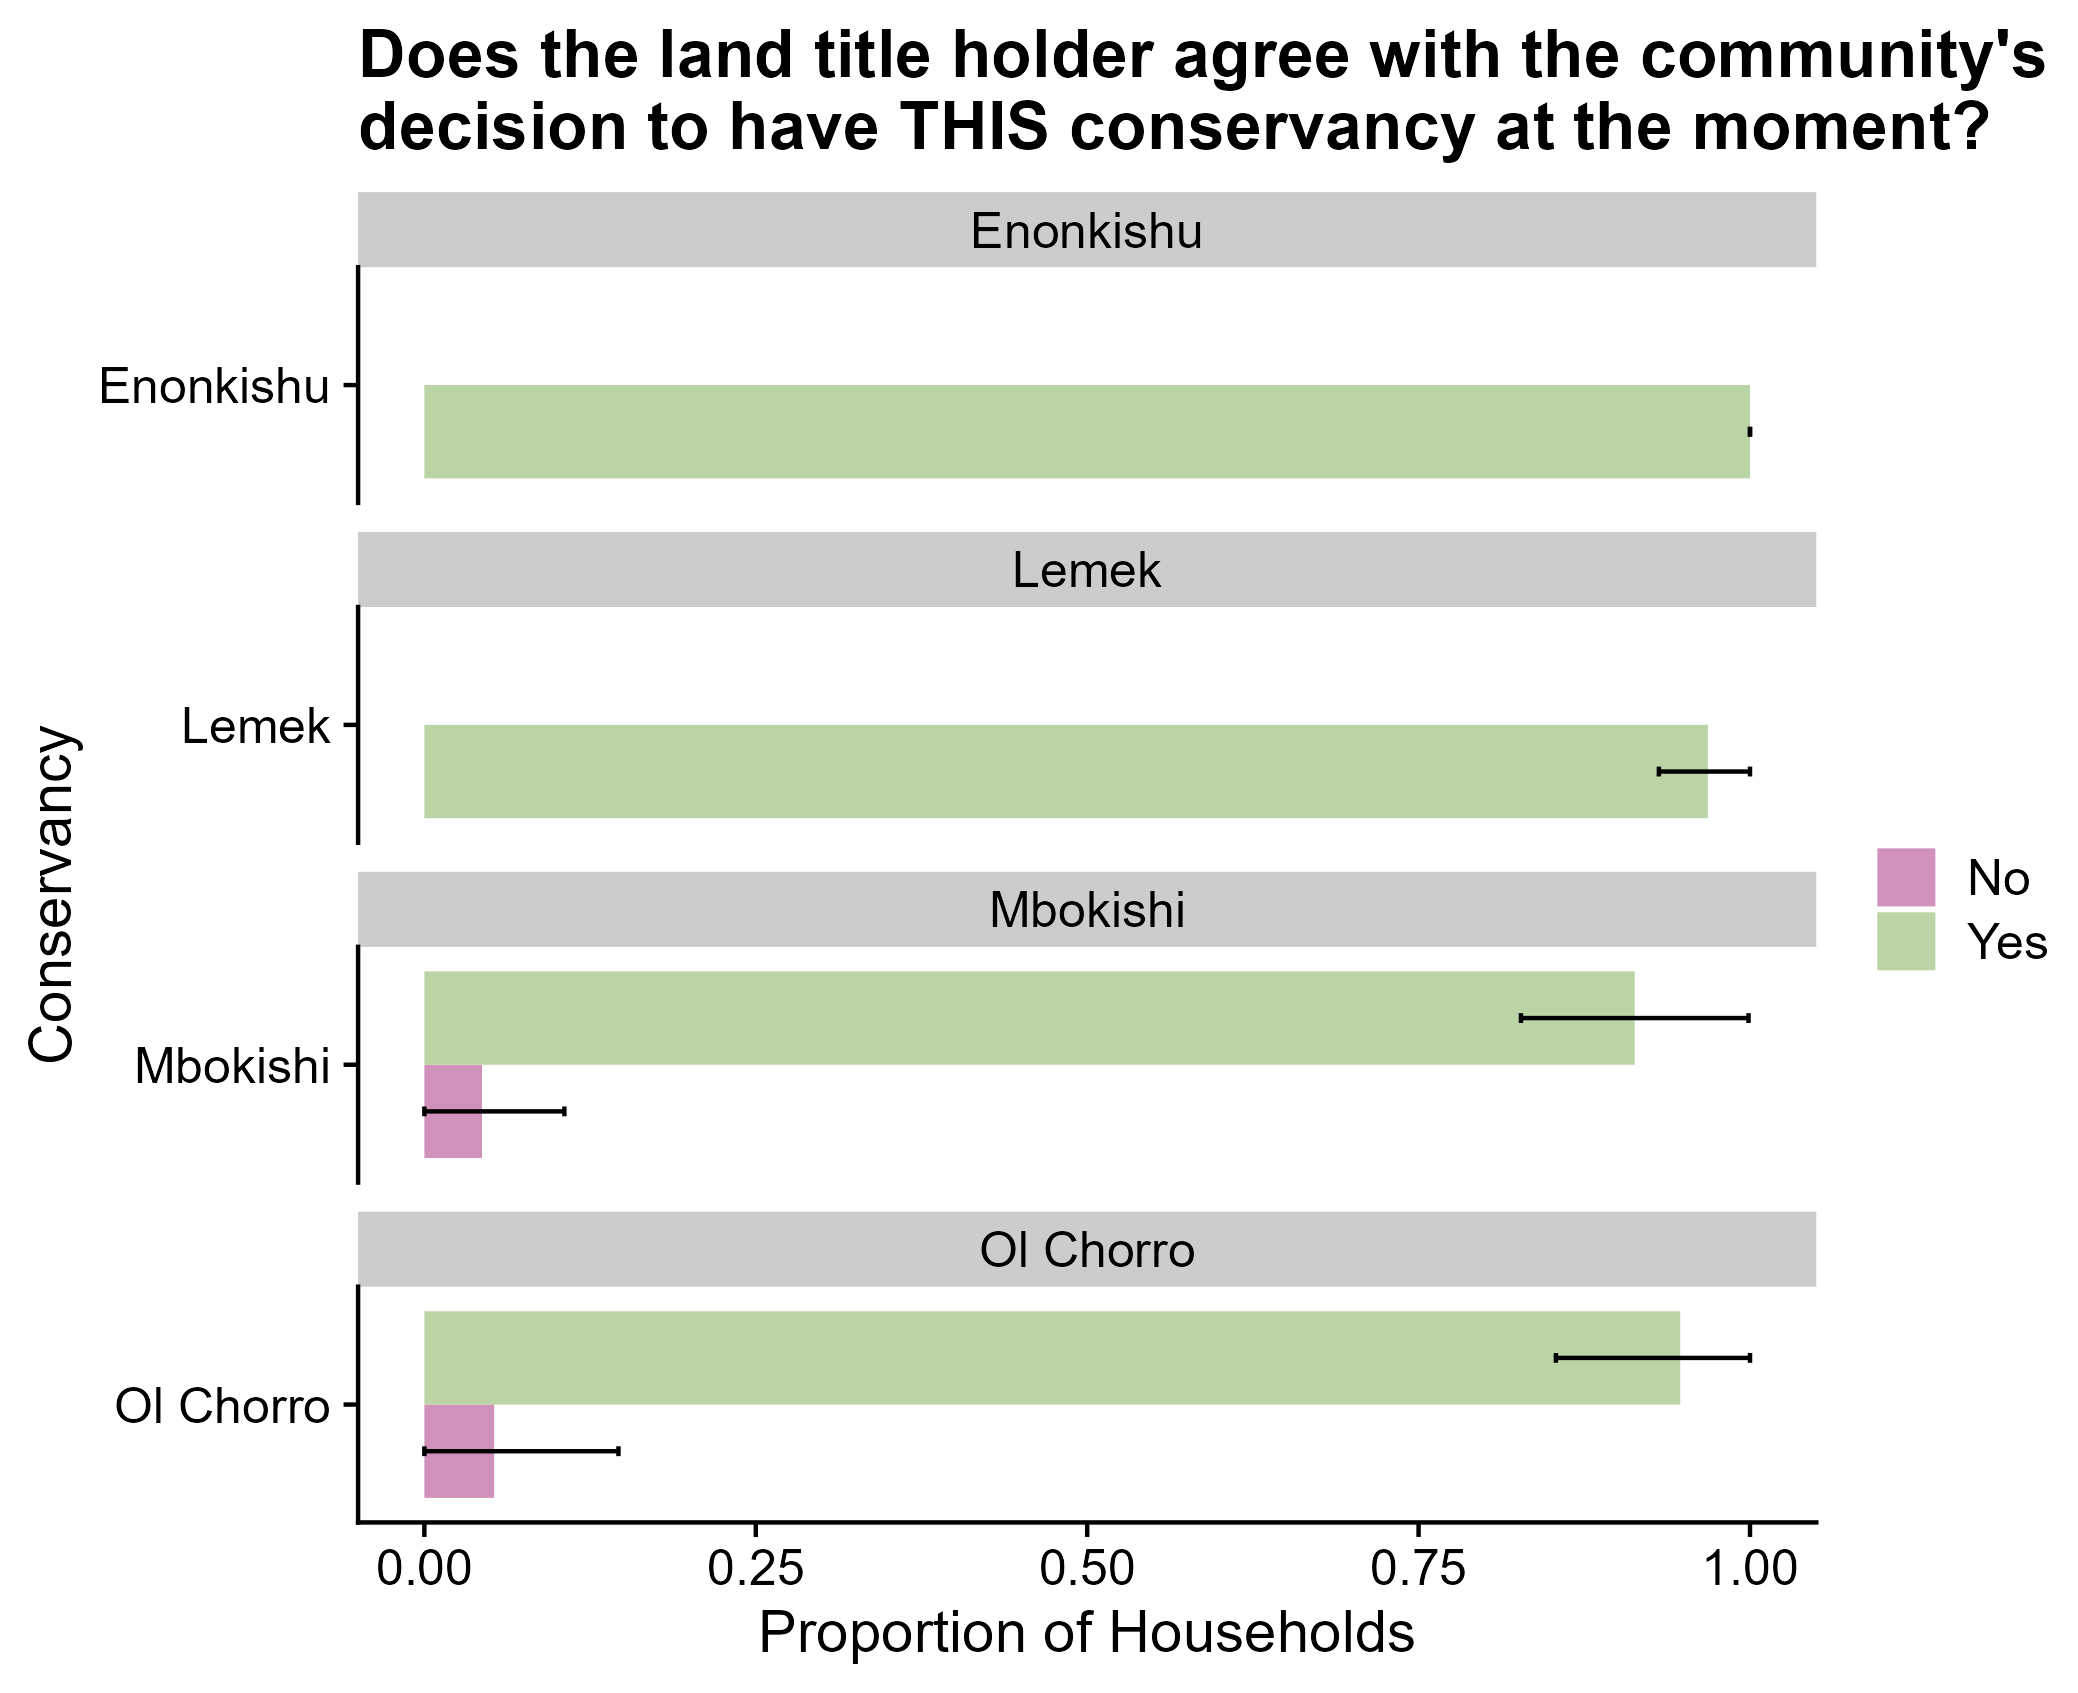 Does the land title holder agree with the community's
decision to have THIS conservancy at the moment?
Enonkishu
Enonkishu
Lemek
Lemek
Mbokishi
Mbokishi
Ol Chorro
Ol Chorro
Conservancy
No
Yes
0.00 0.25 0.50 0.75 1.00
Proportion of Households